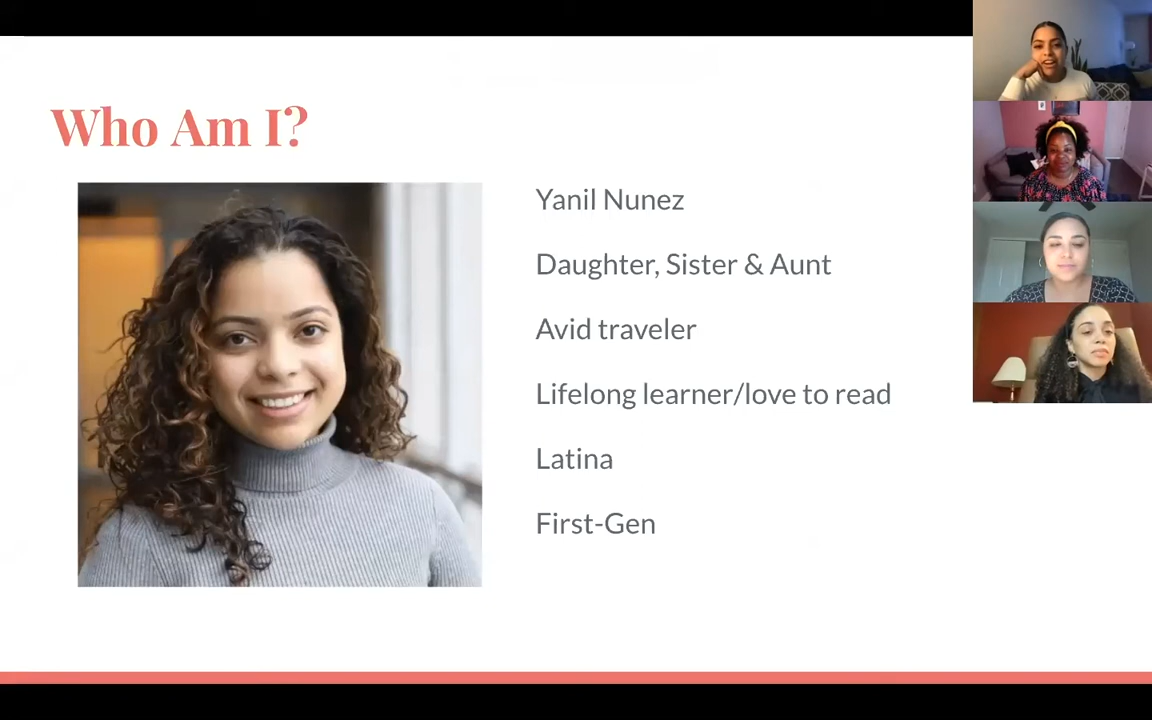 Who Am I?
Yanil Nunez
Daughter, Sister & Aunt
Avid traveler
Lifelong learner/love to read
Latina
First-Gen